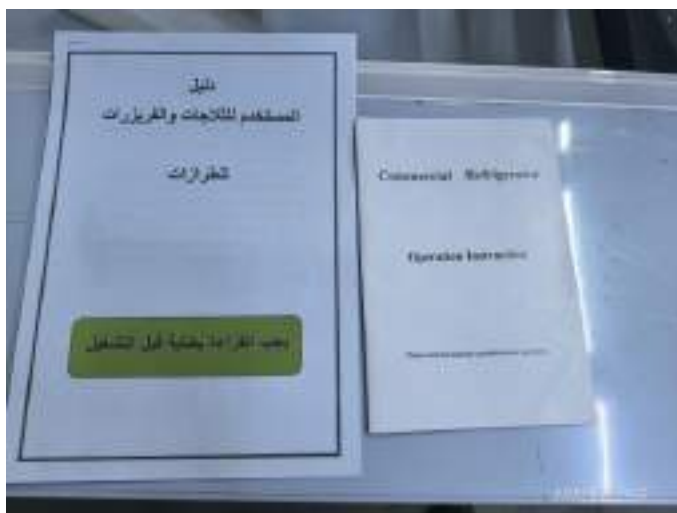 دليل
المستخدم للثلاجات والفريزرات
للطرازات
يجب القراءة بعناية قبل التشغيل
Commercial Refrigerator
Operation Instruction